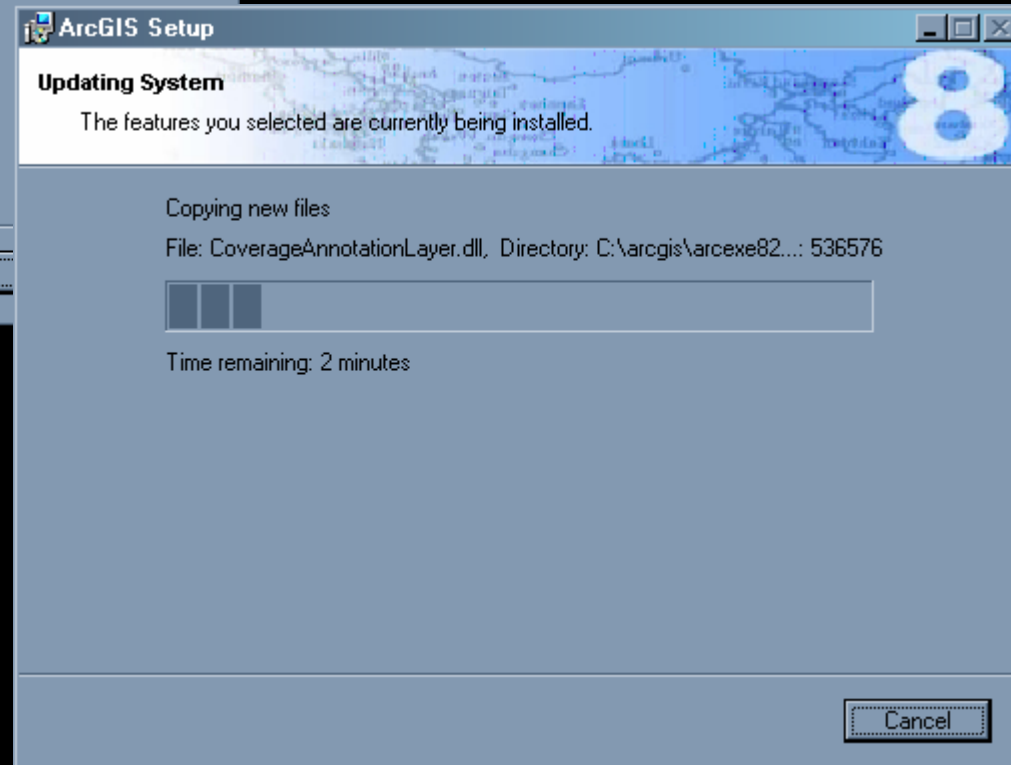 ArcGIS Setup
Updating System
The features you selected are currently being installed.
8
Copying new files
File: CoverageAnnotationLayer.dll, Directory: C:\arcgis\arcexe82...: 536576
Time remaining: 2 minutes
Cancel